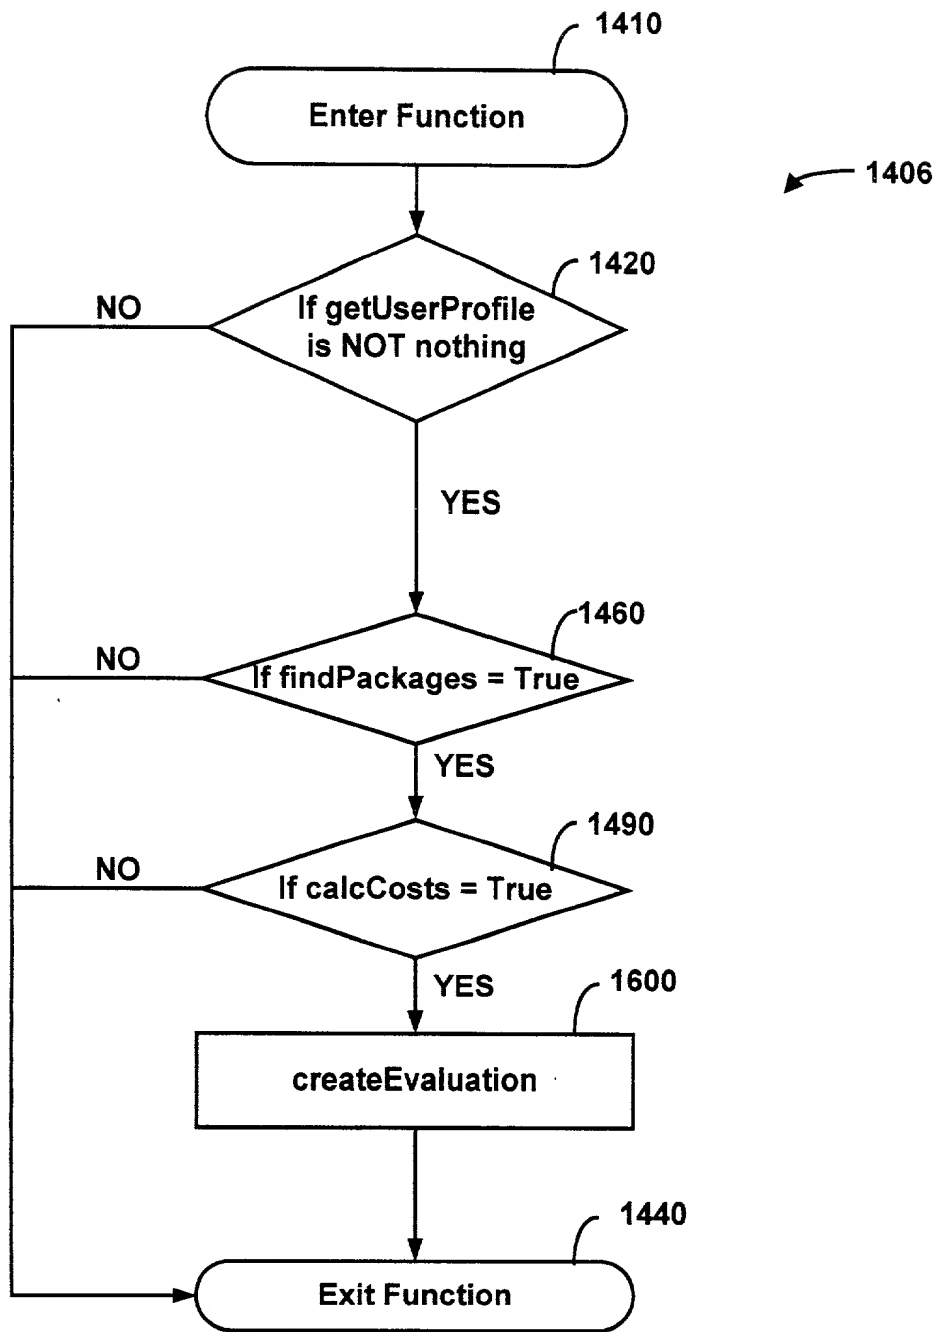 1410
Enter Function
1406
1420
NO
If getUserProfile
is NOT nothing
YES
1460
NO
If findPackages = True
YES
1490
NO
If calcCosts = True
YES
1600
createEvaluation
1440
Exit Function